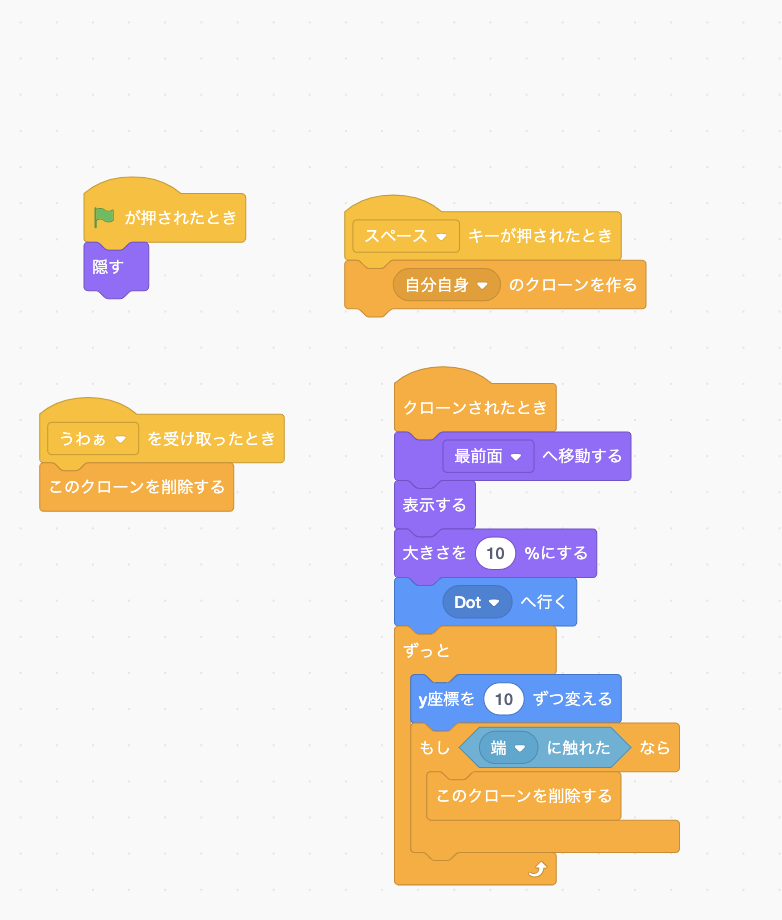 が押されたとき
隠す
スペース キーが押されたとき
自分自身 のクローンを作る
うわぁ を受け取ったとき
このクローンを削除する
クローンされたとき
最前面 へ移動する
表示する
大きさを 10 %にする
Dot へ行く
ずっと
y座標を 10 ずつ変える
もし 端 に触れた なら
このクローンを削除する